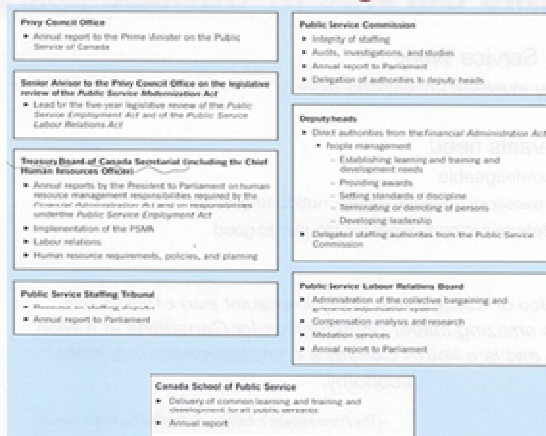 Privy Council Office
▸ Annual report to the Prime Minister on the Public
Service of Canada
Senior Advisor to the Privy Council Office on the legislative
review of the Public Service Modernization Act
▸ Lead for the five-year legislative review of the Public
Service Employment Act and of the Public Service
Labour Relations Act
Treasury Board of Canada Secretariat (including the Chief
Human Resources Officer)
▸ Annual reports by the President to Parliament on human
resource management responsibilities required by the
Financial Administration Act and on responsibilities
under the Public Service Employment Act
▸ Implementation of the PSMA
▸ Labour relations
▸ Human resource requirements, policies, and planning
Public Service Staffing Tribunal
▸ on staffing disputes
▸ Annual report to Parliament
Public Service Commission
▸ Integrity of staffing
▸ Audits, investigations, and studies
▸ Annual report to Parliament
▸ Delegation of authorities to deputy heads
Deputy heads
▸ Direct authorities from the Financial Administration Act
• People management
– Establishing learning and training and
development needs
– Providing awards
– Setting standards of discipline
– Terminating or demoting of persons
– Developing leadership
▸ Delegated staffing authorities from the Public Service
Commission
Public Service Labour Relations Board
▸ Administration of the collective bargaining and
grievance adjudication system
▸ Compensation analysis and research
▸ Mediation services
▸ Annual report to Parliament
Canada School of Public Service
▸ Delivery of common learning and training and
development for all public servants
▸ Annual report